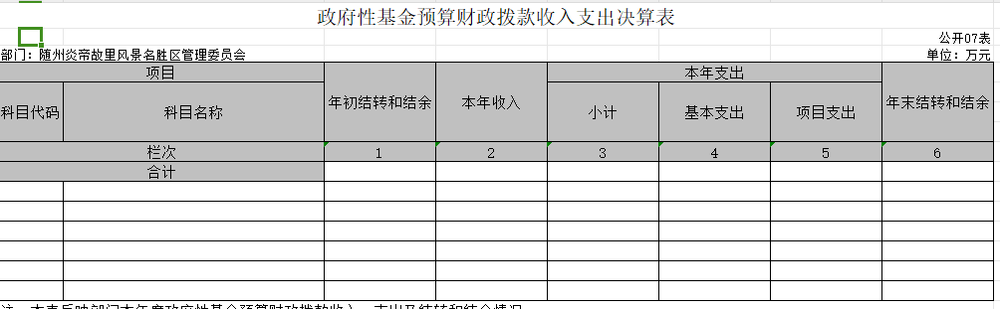 政府性基金预算财政拨款收入支出决算表
公开07表
部门：随州炎帝故里风景名胜区管理委员会 单位：万元
项目 本年支出
科目代码 科目名称 年初结转和结余 本年收入 小计 基本支出 项目支出 年末结转和结余
栏次 1 2 3 4 5 6
合计
注：本表反映部门本年度政府性基金预算财政拨款收入、支出及结转和结余情况。